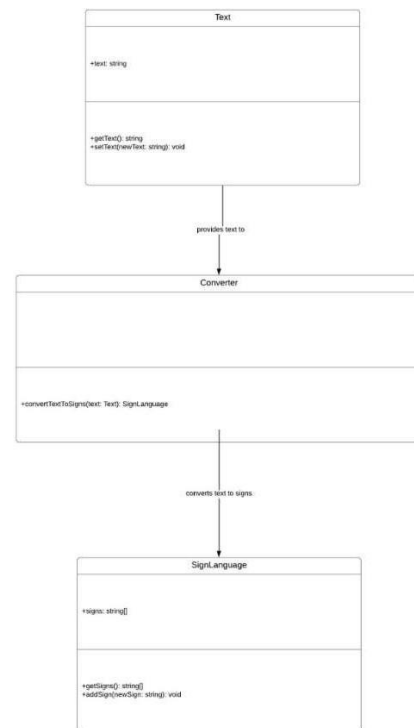 Text
+text: string
+getText(): string
+setText(newText: string): void
provides text to
Converter
+convertTextToSigns(text: Text): SignLanguage
converts text to signs
SignLanguage
+signs: string[]
+getSigns(): string[]
+addSign(newSign: string): void